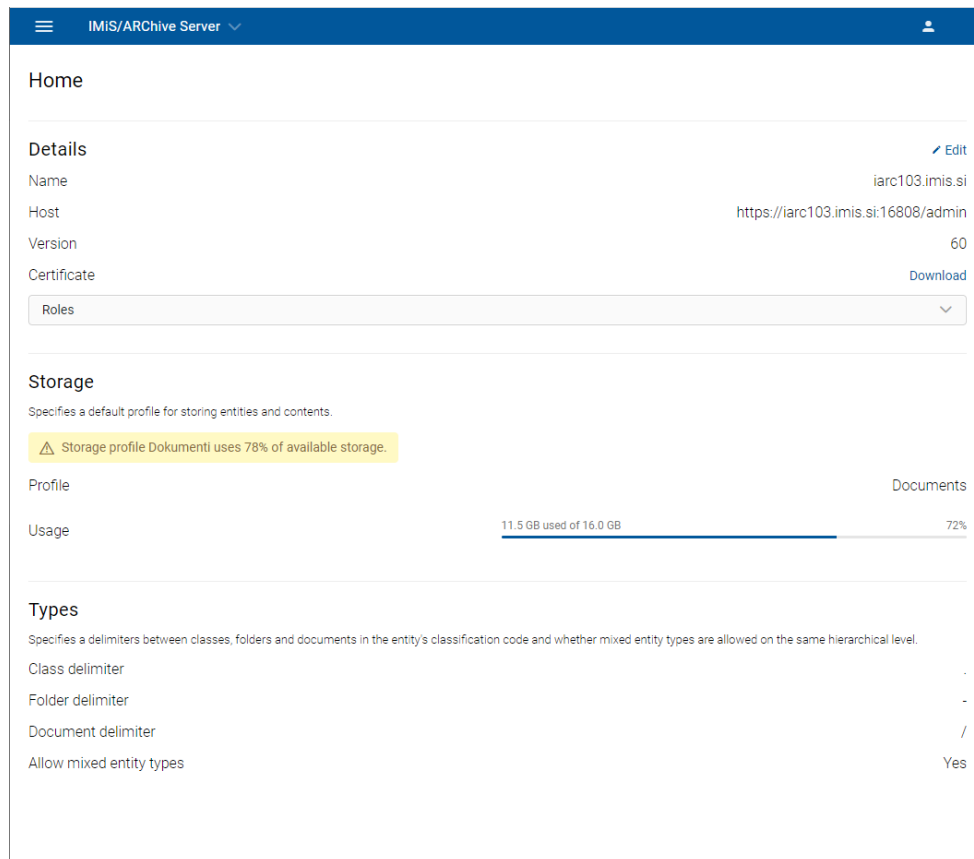 IMiS/ARChive Server
Home
Details
Edit
Name
iarc103.imis.si
Host
https://iarc103.imis.si:16808/admin
Version
60
Certificate
Download
Roles
Storage
Specifies a default profile for storing entities and contents.
Storage profile Dokumenti uses 78% of available storage.
Profile
Documents
Usage
11.5 GB used of 16.0 GB
72%
Types
Specifies a delimiters between classes, folders and documents in the entity's classification code and whether mixed entity types are allowed on the same hierarchical level.
Class delimiter
.
Folder delimiter
-
Document delimiter
/
Allow mixed entity types
Yes